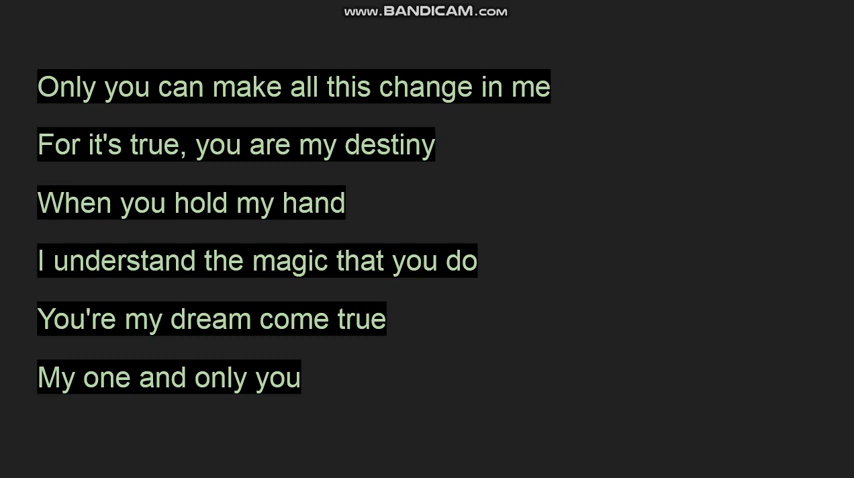 www.BANDICAM.com
Only you can make all this change in me
For it's true, you are my destiny
When you hold my hand
I understand the magic that you do
You're my dream come true
My one and only you